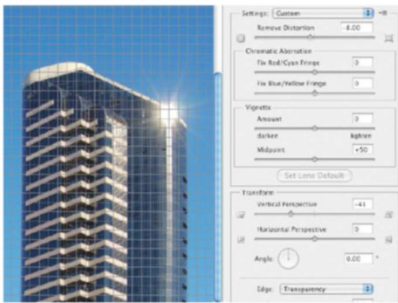 Settings: Custom
Remove Distortion -8.00
Chromatic Aberration
Fix Red/Cyan Fringe 0
Fix Blue/Yellow Fringe 0
Vignette
Amount 0
darken lighten
Midpoint +50
Set Lens Default
Transform
Vertical Perspective
Horizontal Perspective 0
Angle: 0.00 °
Edge: Transparency